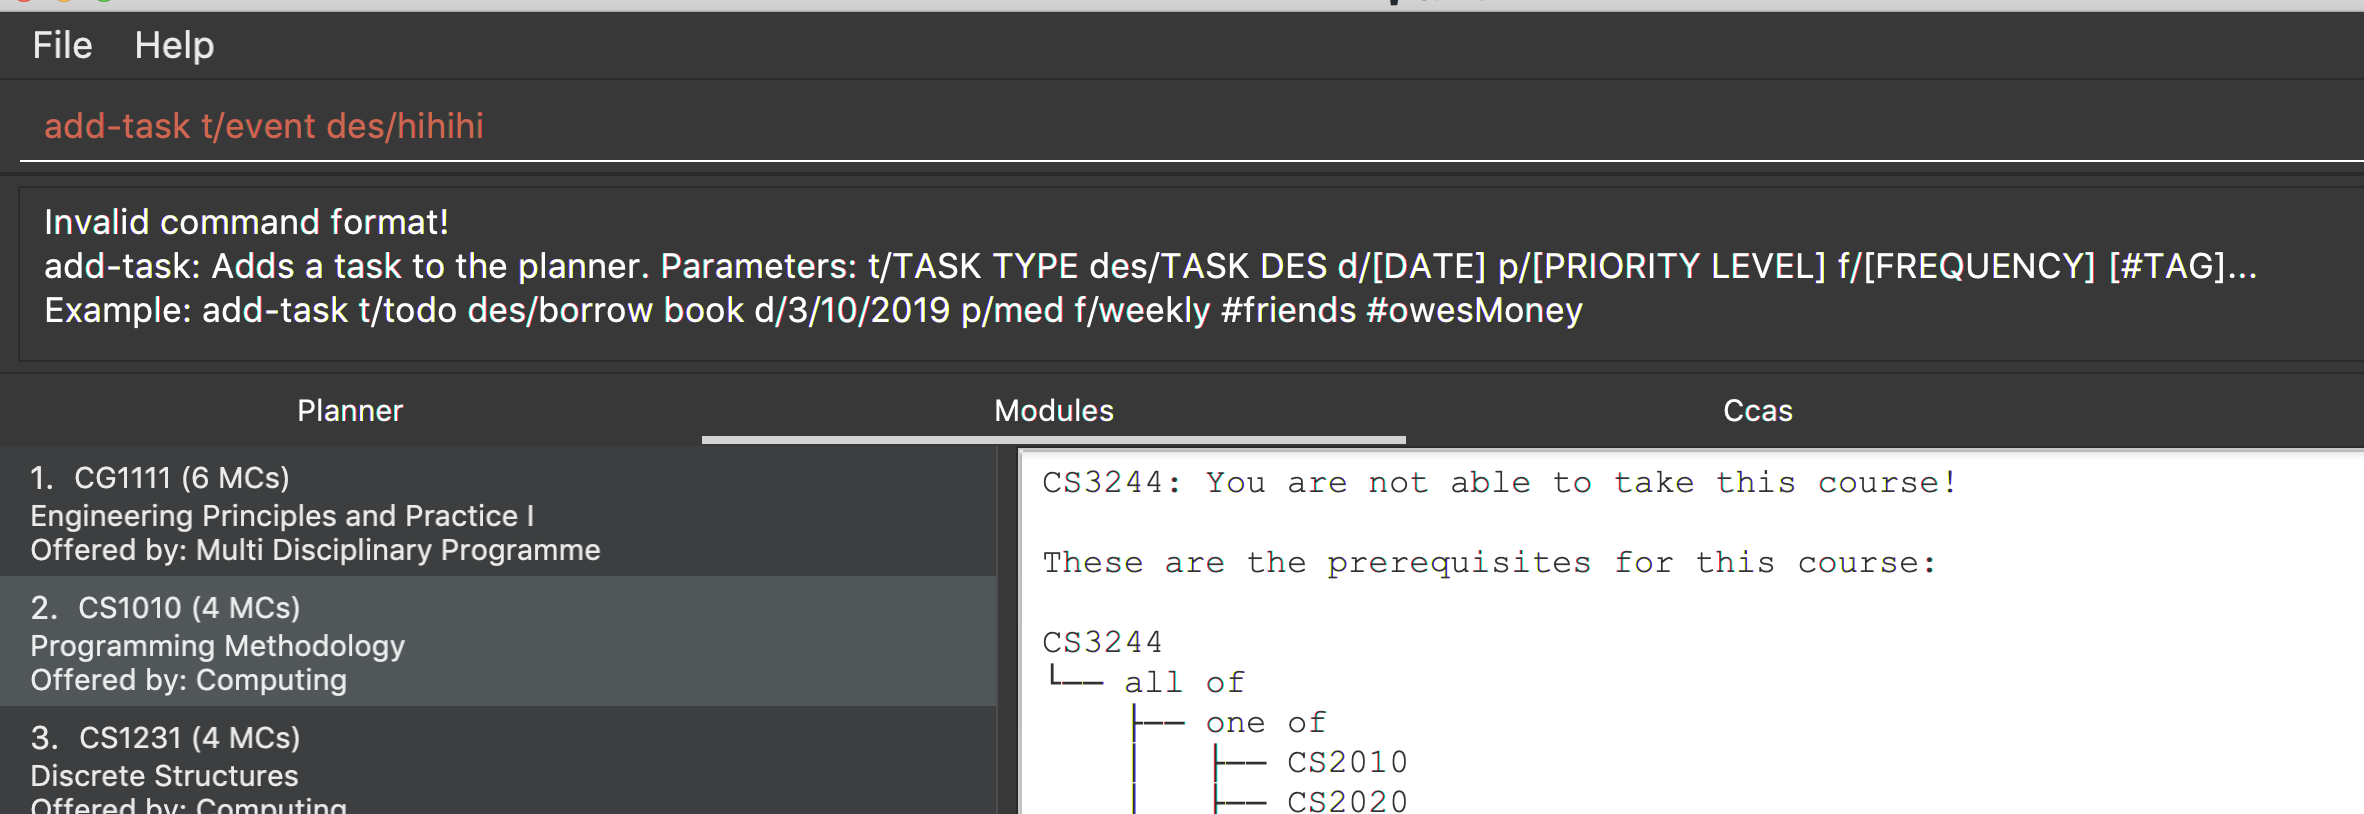 File Help
add-task t/event des/hihihi
Invalid command format!
add-task: Adds a task to the planner. Parameters: t/TASK TYPE des/TASK DES d/[DATE] p/[PRIORITY LEVEL] f/[FREQUENCY] [#TAG]...
Example: add-task t/todo des/borrow book d/3/10/2019 p/med f/weekly #friends #owesMoney
Planner Modules Ccas
1. CG1111 (6 MCs)
Engineering Principles and Practice I
Offered by: Multi Disciplinary Programme
2. CS1010 (4 MCs)
Programming Methodology
Offered by: Computing
3. CS1231 (4 MCs)
Discrete Structures
Offered by: Computing
CS3244: You are not able to take this course!
These are the prerequisites for this course:
CS3244
└── all of
├── one of
│ ├── CS2010
│ ├── CS2020